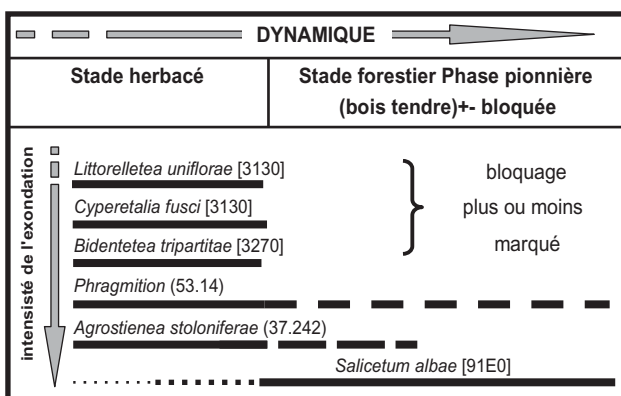 DYNAMIQUE
Stade herbacé
Stade forestier Phase pionnière
(bois tendre)+- bloquée
intensisté de l'exondation
Littorelletea uniflorae [3130]
Cyperetalia fusci [3130]
Bidentetea tripartitae [3270]
bloquage
plus ou moins
marqué
Phragmition (53.14)
Agrostienea stoloniferae (37.242)
Salicetum albae [91E0]